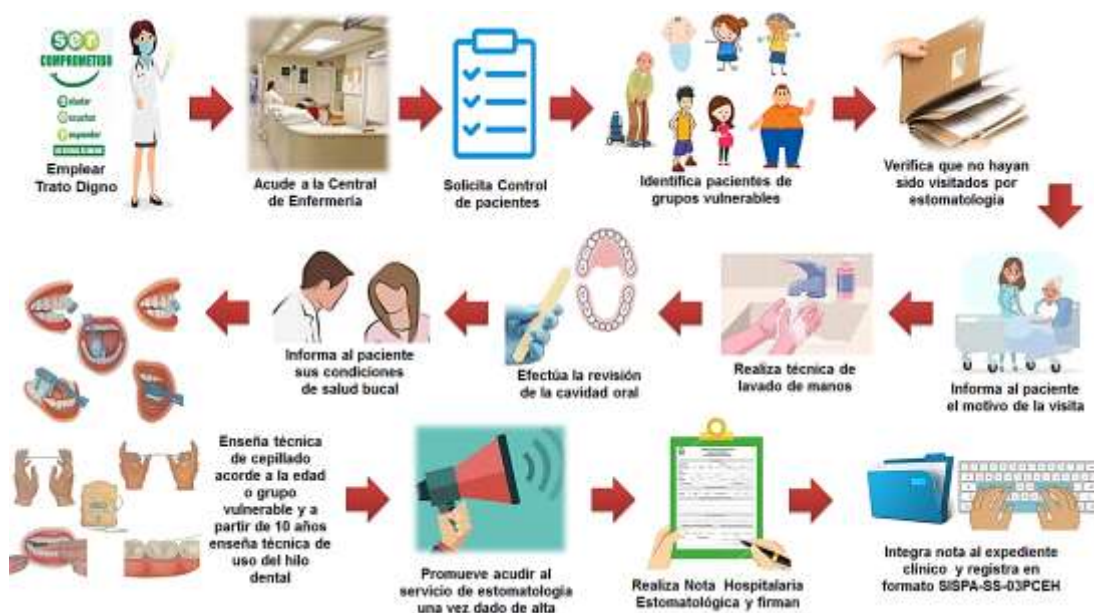 ser
COMPROMETIDO
Saludar
Escuchar
Responder
Emplear
Trato Digno
Acude a la Central
de Enfermería
Solicita Control
de pacientes
Identifica pacientes de
grupos vulnerables
Verifica que no hayan
sido visitados por
estomatología
Informa al paciente
el motivo de la visita
Realiza técnica de
lavado de manos
Efectúa la revisión
de la cavidad oral
Informa al paciente
sus condiciones
de salud bucal
Enseña técnica
de cepillado
acorde a la edad
o grupo
vulnerable y a
partir de 10 años
enseña técnica de
uso del hilo
dental
Promueve acudir al
servicio de estomatología
una vez dado de alta
Realiza Nota Hospitalaria
Estomatológica y firman
Integra nota al expediente
clínico y registra en
formato SISPA-SS-03PCEH